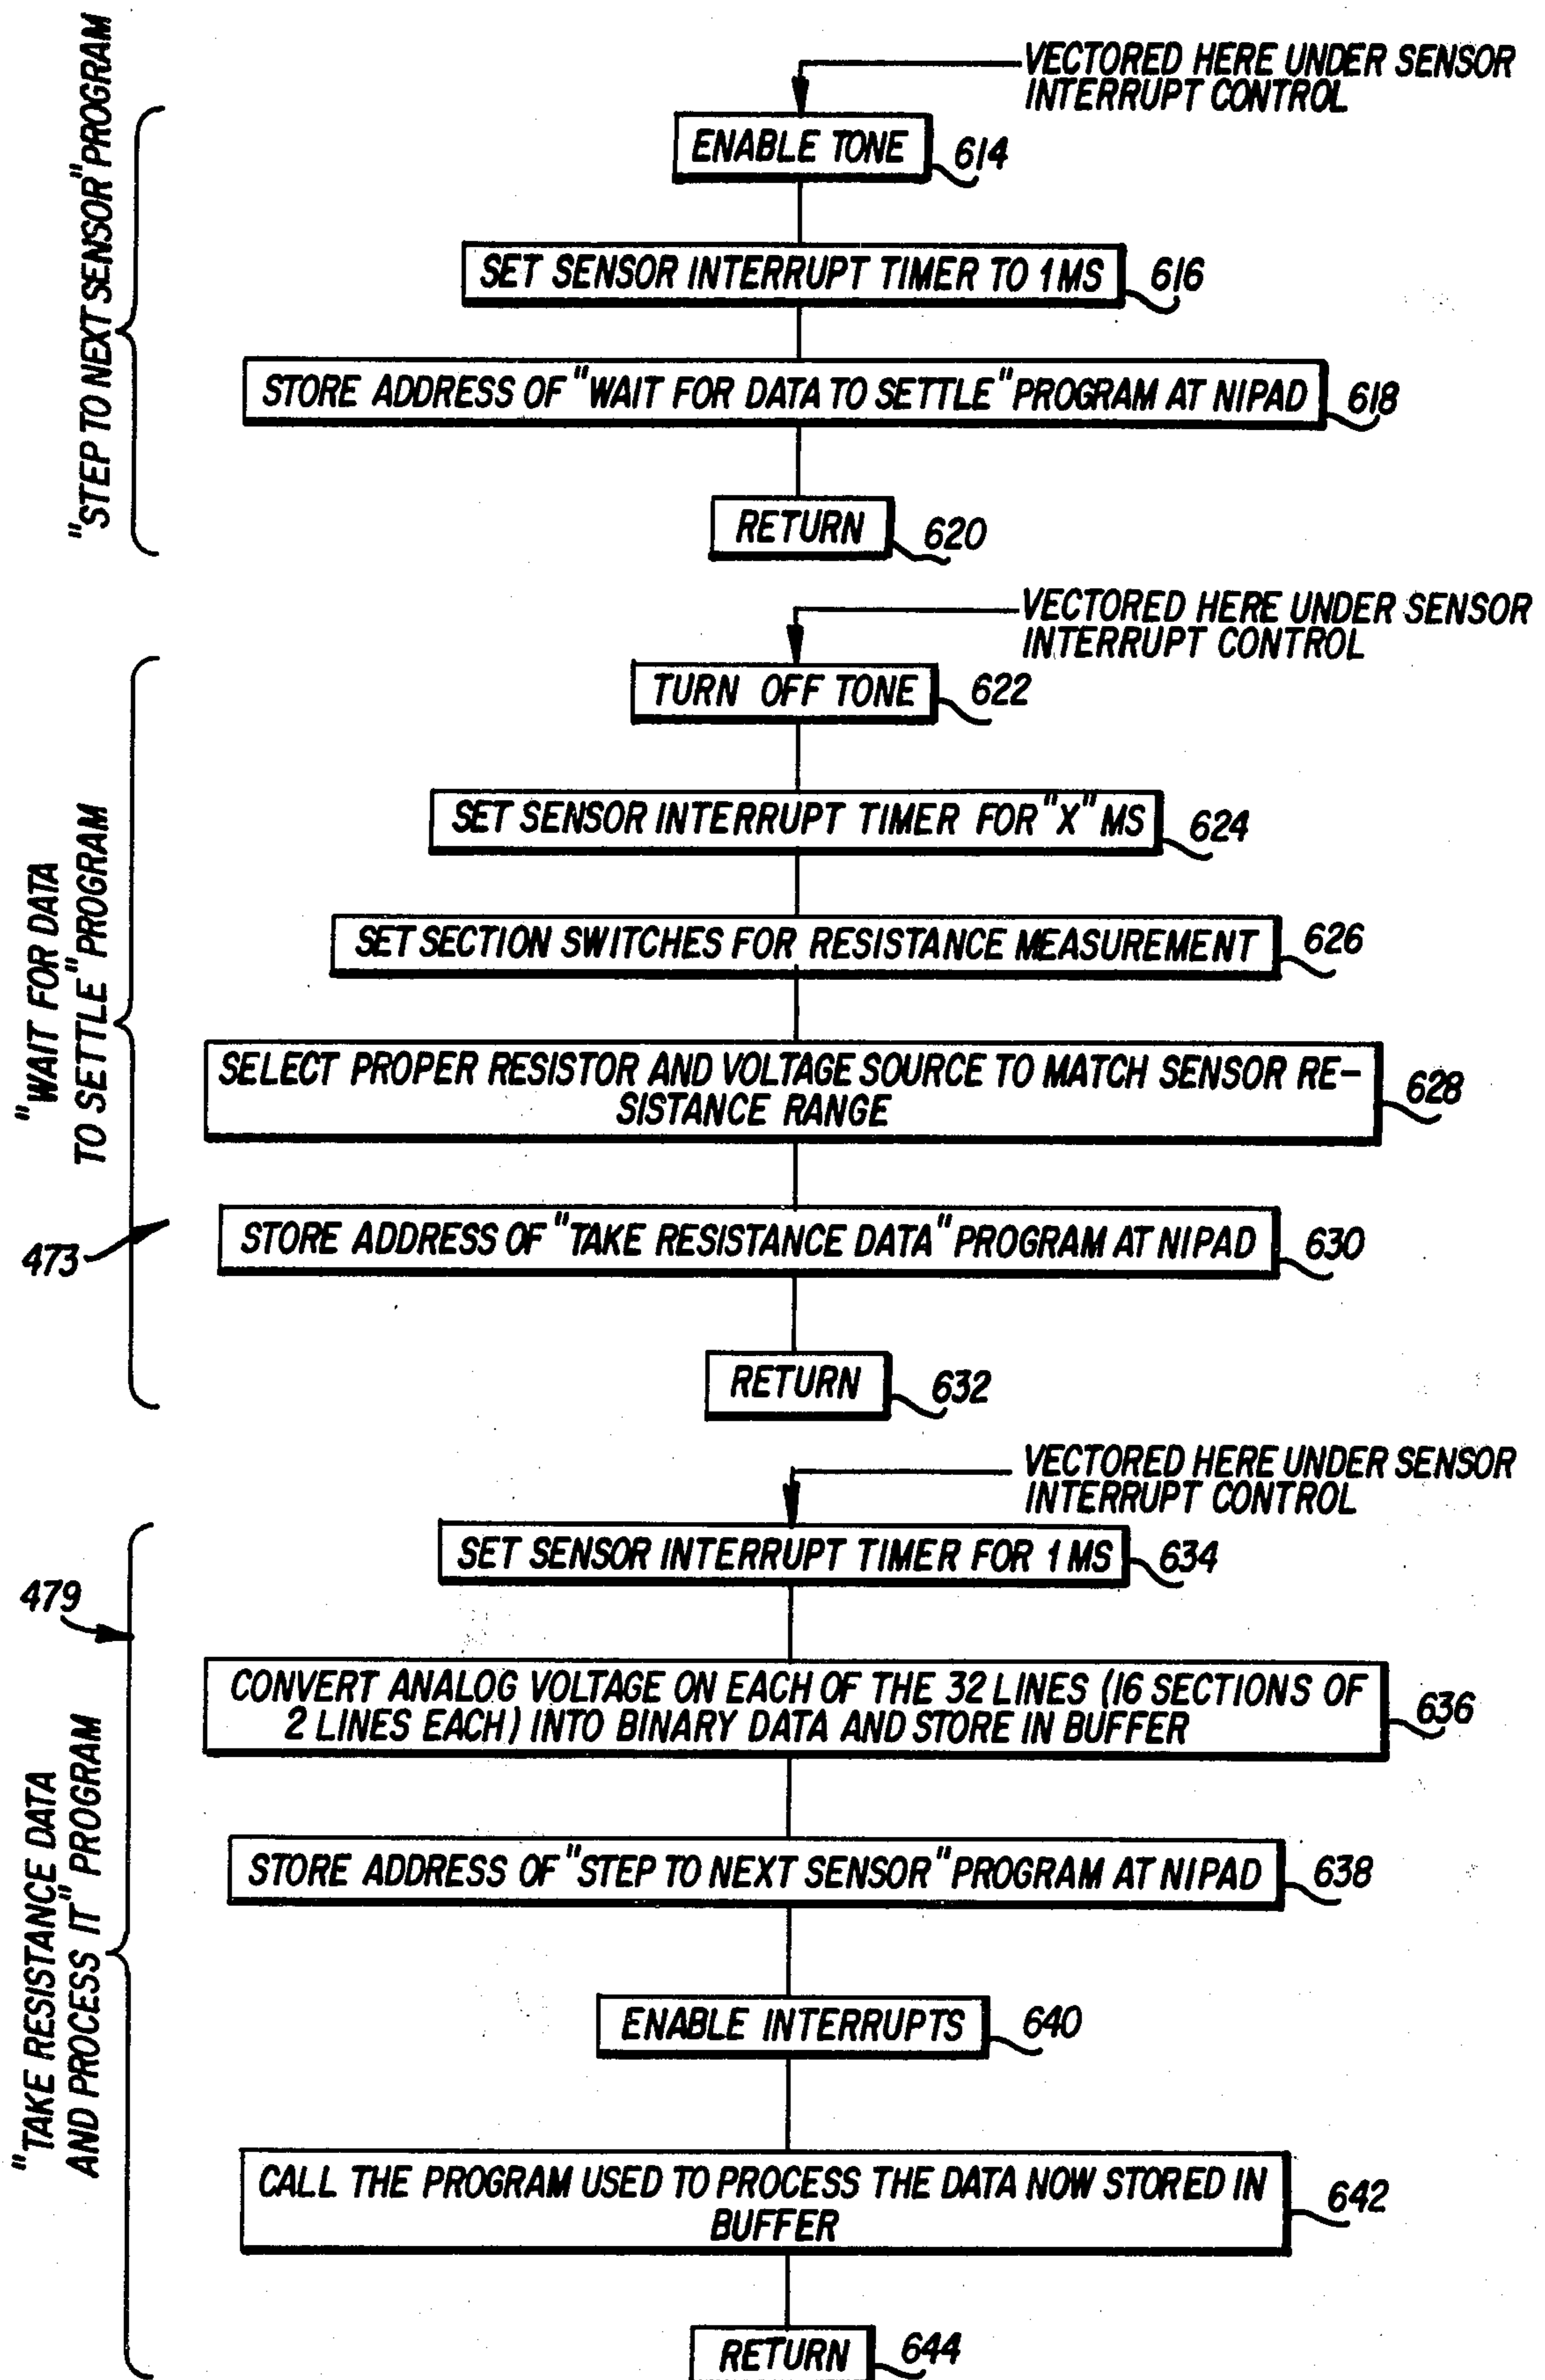 "STEP TO NEXT SENSOR" PROGRAM
VECTORED HERE UNDER SENSOR
INTERRUPT CONTROL
ENABLE TONE
614
SET SENSOR INTERRUPT TIMER TO 1MS
616
STORE ADDRESS OF "WAIT FOR DATA TO SETTLE" PROGRAM AT NIPAD
618
RETURN
620
"WAIT FOR DATA
TO SETTLE" PROGRAM
473
VECTORED HERE UNDER SENSOR
INTERRUPT CONTROL
TURN OFF TONE
622
SET SENSOR INTERRUPT TIMER FOR "X" MS
624
SET SECTION SWITCHES FOR RESISTANCE MEASUREMENT
626
SELECT PROPER RESISTOR AND VOLTAGE SOURCE TO MATCH SENSOR RE-
SISTANCE RANGE
628
STORE ADDRESS OF "TAKE RESISTANCE DATA" PROGRAM AT NIPAD
630
RETURN
632
"TAKE RESISTANCE DATA
AND PROCESS IT" PROGRAM
479
VECTORED HERE UNDER SENSOR
INTERRUPT CONTROL
SET SENSOR INTERRUPT TIMER FOR 1 MS
634
CONVERT ANALOG VOLTAGE ON EACH OF THE 32 LINES (16 SECTIONS OF
2 LINES EACH) INTO BINARY DATA AND STORE IN BUFFER
636
STORE ADDRESS OF "STEP TO NEXT SENSOR" PROGRAM AT NIPAD
638
ENABLE INTERRUPTS
640
CALL THE PROGRAM USED TO PROCESS THE DATA NOW STORED IN
BUFFER
642
RETURN
644